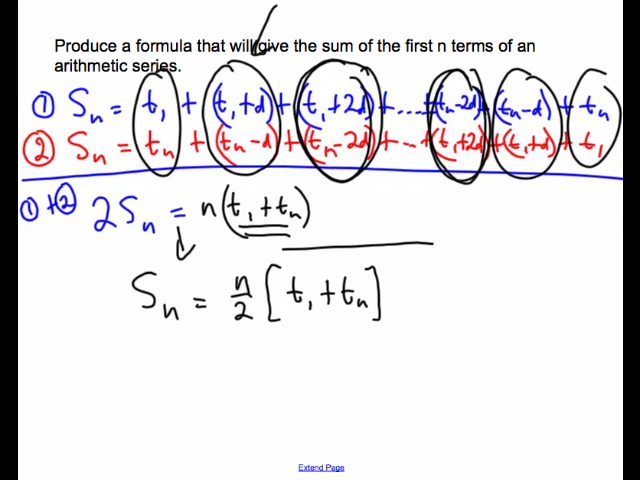 Produce a formula that will give the sum of the first n terms of an
arithmetic series.
① Sₙ = t₁ + (t₁+d) + (t₁+2d) + .... + (tₙ-2d) + (tₙ-d) + tₙ
② Sₙ = tₙ + (tₙ-d) + (tₙ-2d) + ... + (t₁+2d) + (t₁+d) + t₁
① + ② 2Sₙ = n(t₁+tₙ)
Sₙ = n/2 [t₁+tₙ]
Extend Page